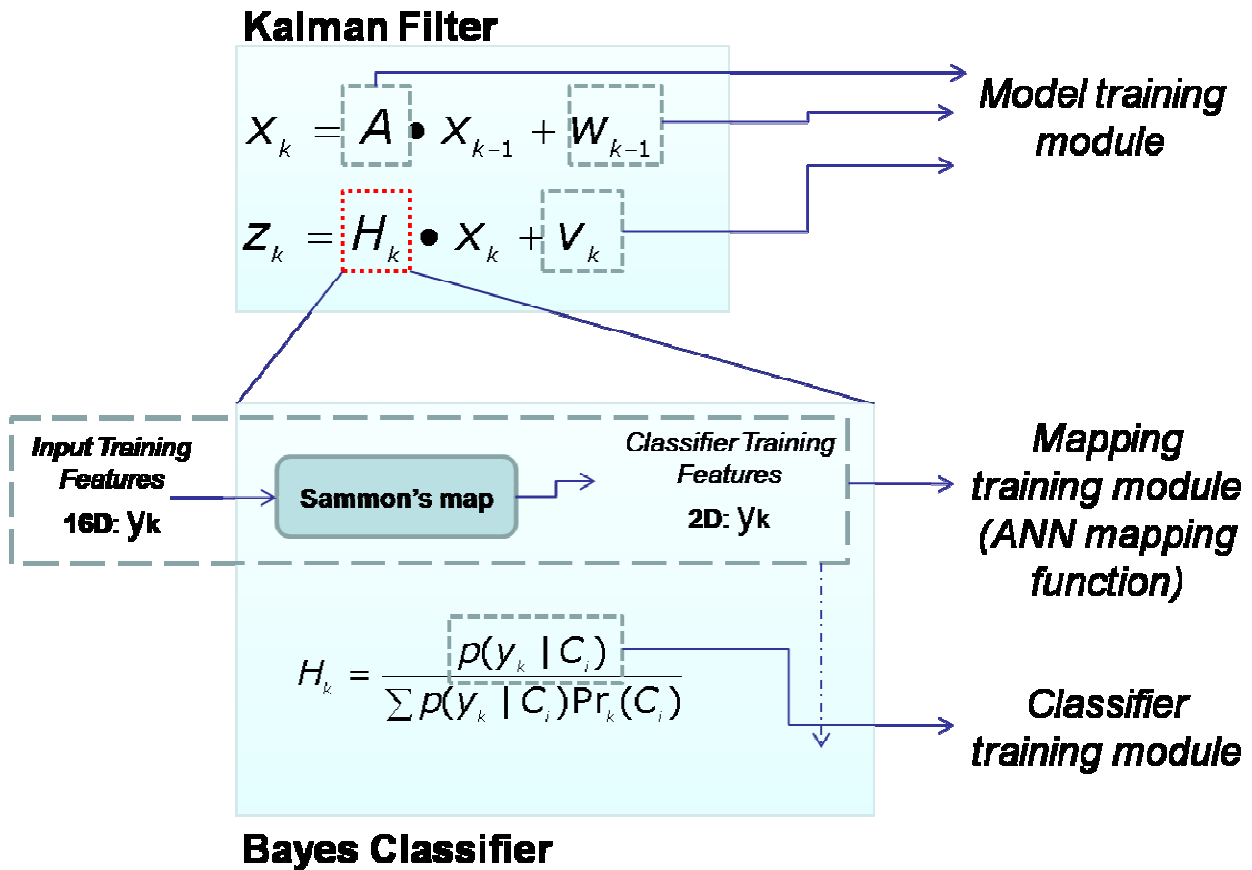 Kalman Filter
x_k = A • x_{k-1} + w_{k-1}
Model training
module
z_k = H_k • x_k + v_k
Input Training
Features
16D: yk
Sammon's map
Classifier Training
Features
2D: yk
Mapping
training module
(ANN mapping
function)
H_k = p(y_k | C_i) / ∑ p(y_k | C_i)Pr_k(C_i)
Classifier
training module
Bayes Classifier